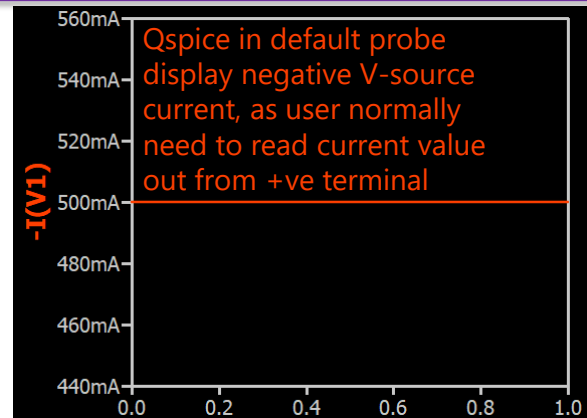 560mA
Qspice in default probe
540mA
display negative V-source
current, as user normally
520mA
need to read current value
out from +ve terminal
-I(V1)
500mA
480mA
460mA
440mA
0.0 0.2 0.4 0.6 0.8 1.0